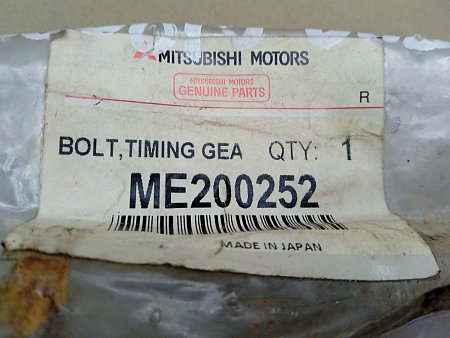 MITSUBISHI MOTORS
MITSUBISHI MOTORS
GENUINE PARTS
R
BOLT,TIMING GEA QTY: 1
ME200252
MADE IN JAPAN